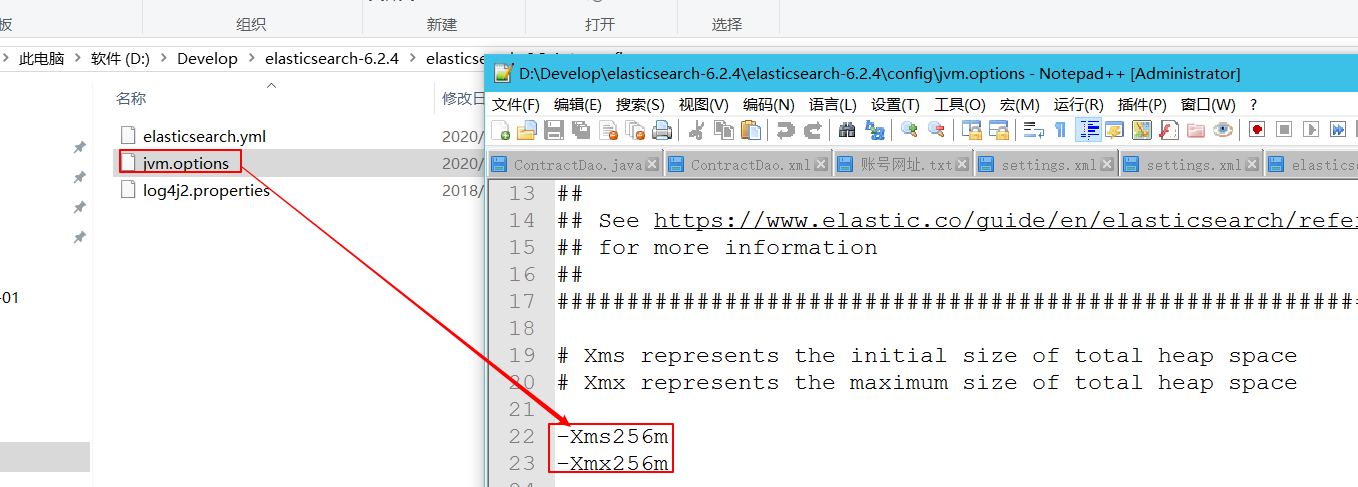 板 组织 新建 打开 选择
此电脑 软件 (D:) Develop elasticsearch-6.2.4
名称 修改日
elasticsearch.yml 2020/
jvm.options 2020/
log4j2.properties 2018/
-01
D:\Develop\elasticsearch-6.2.4\elasticsearch-6.2.4\config\jvm.options - Notepad++ [Administrator]
文件(F) 编辑(E) 搜索(S) 视图(V) 编码(N) 语言(L) 设置(T) 工具(O) 宏(M) 运行(R) 插件(P) 窗口(W) ?
ContractDao.java ContractDao.xml 账号网址.txt settings.xml settings.xml elastics
13 ##
14 ## See https://www.elastic.co/guide/en/elasticsearch/refe
15 ## for more information
16 ##
17 ##########################################################
18
19 # Xms represents the initial size of total heap space
20 # Xmx represents the maximum size of total heap space
21
22 -Xms256m
23 -Xmx256m